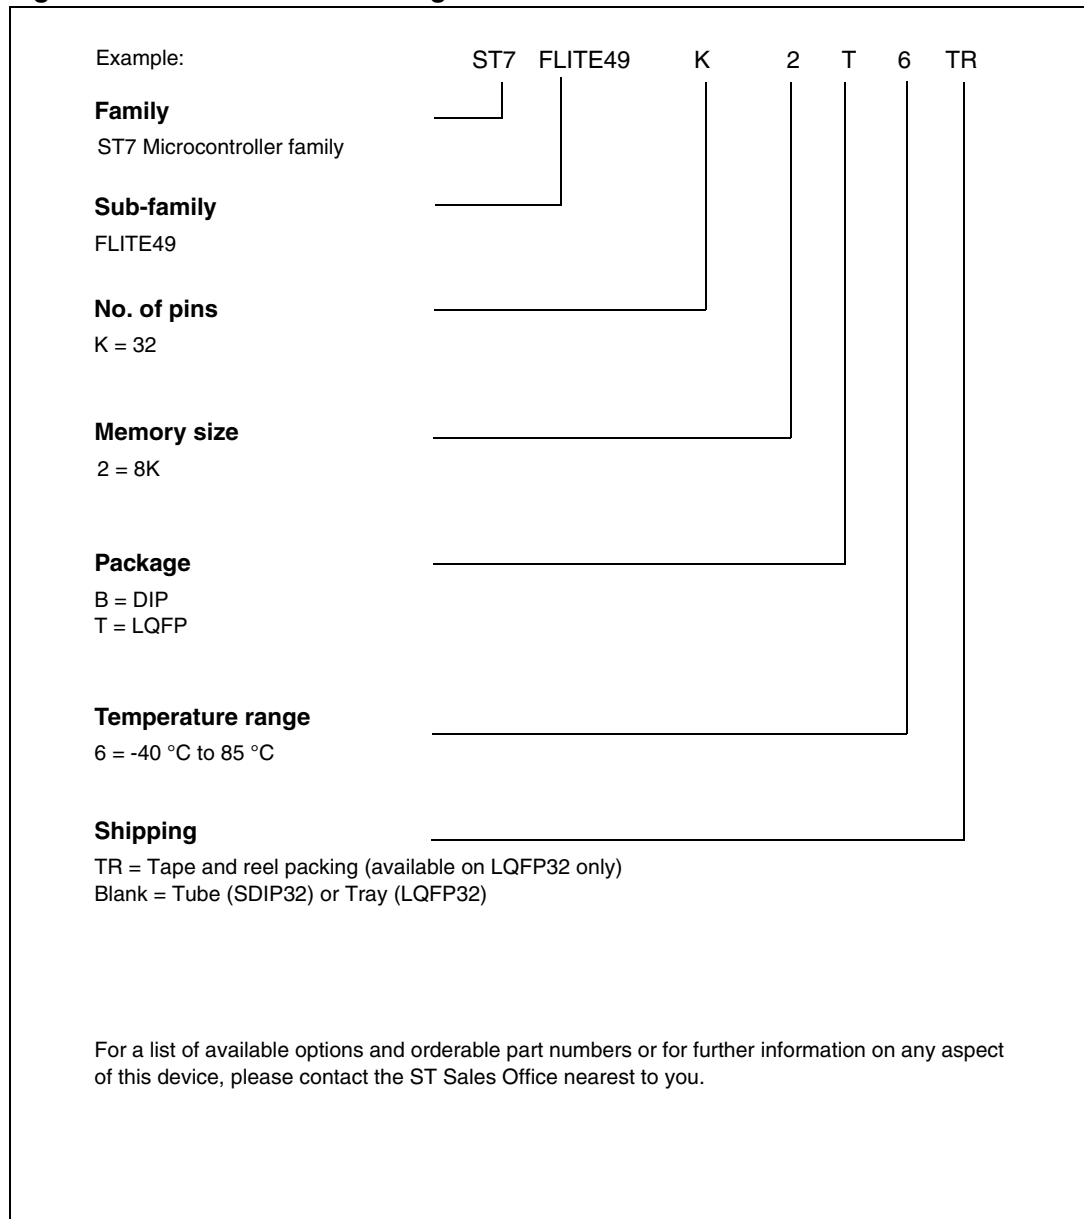 Example: ST7 FLITE49 K 2 T 6 TR
Family
ST7 Microcontroller family
Sub-family
FLITE49
No. of pins
K = 32
Memory size
2 = 8K
Package
B = DIP
T = LQFP
Temperature range
6 = -40 °C to 85 °C
Shipping
TR = Tape and reel packing (available on LQFP32 only)
Blank = Tube (SDIP32) or Tray (LQFP32)
For a list of available options and orderable part numbers or for further information on any aspect
of this device, please contact the ST Sales Office nearest to you.